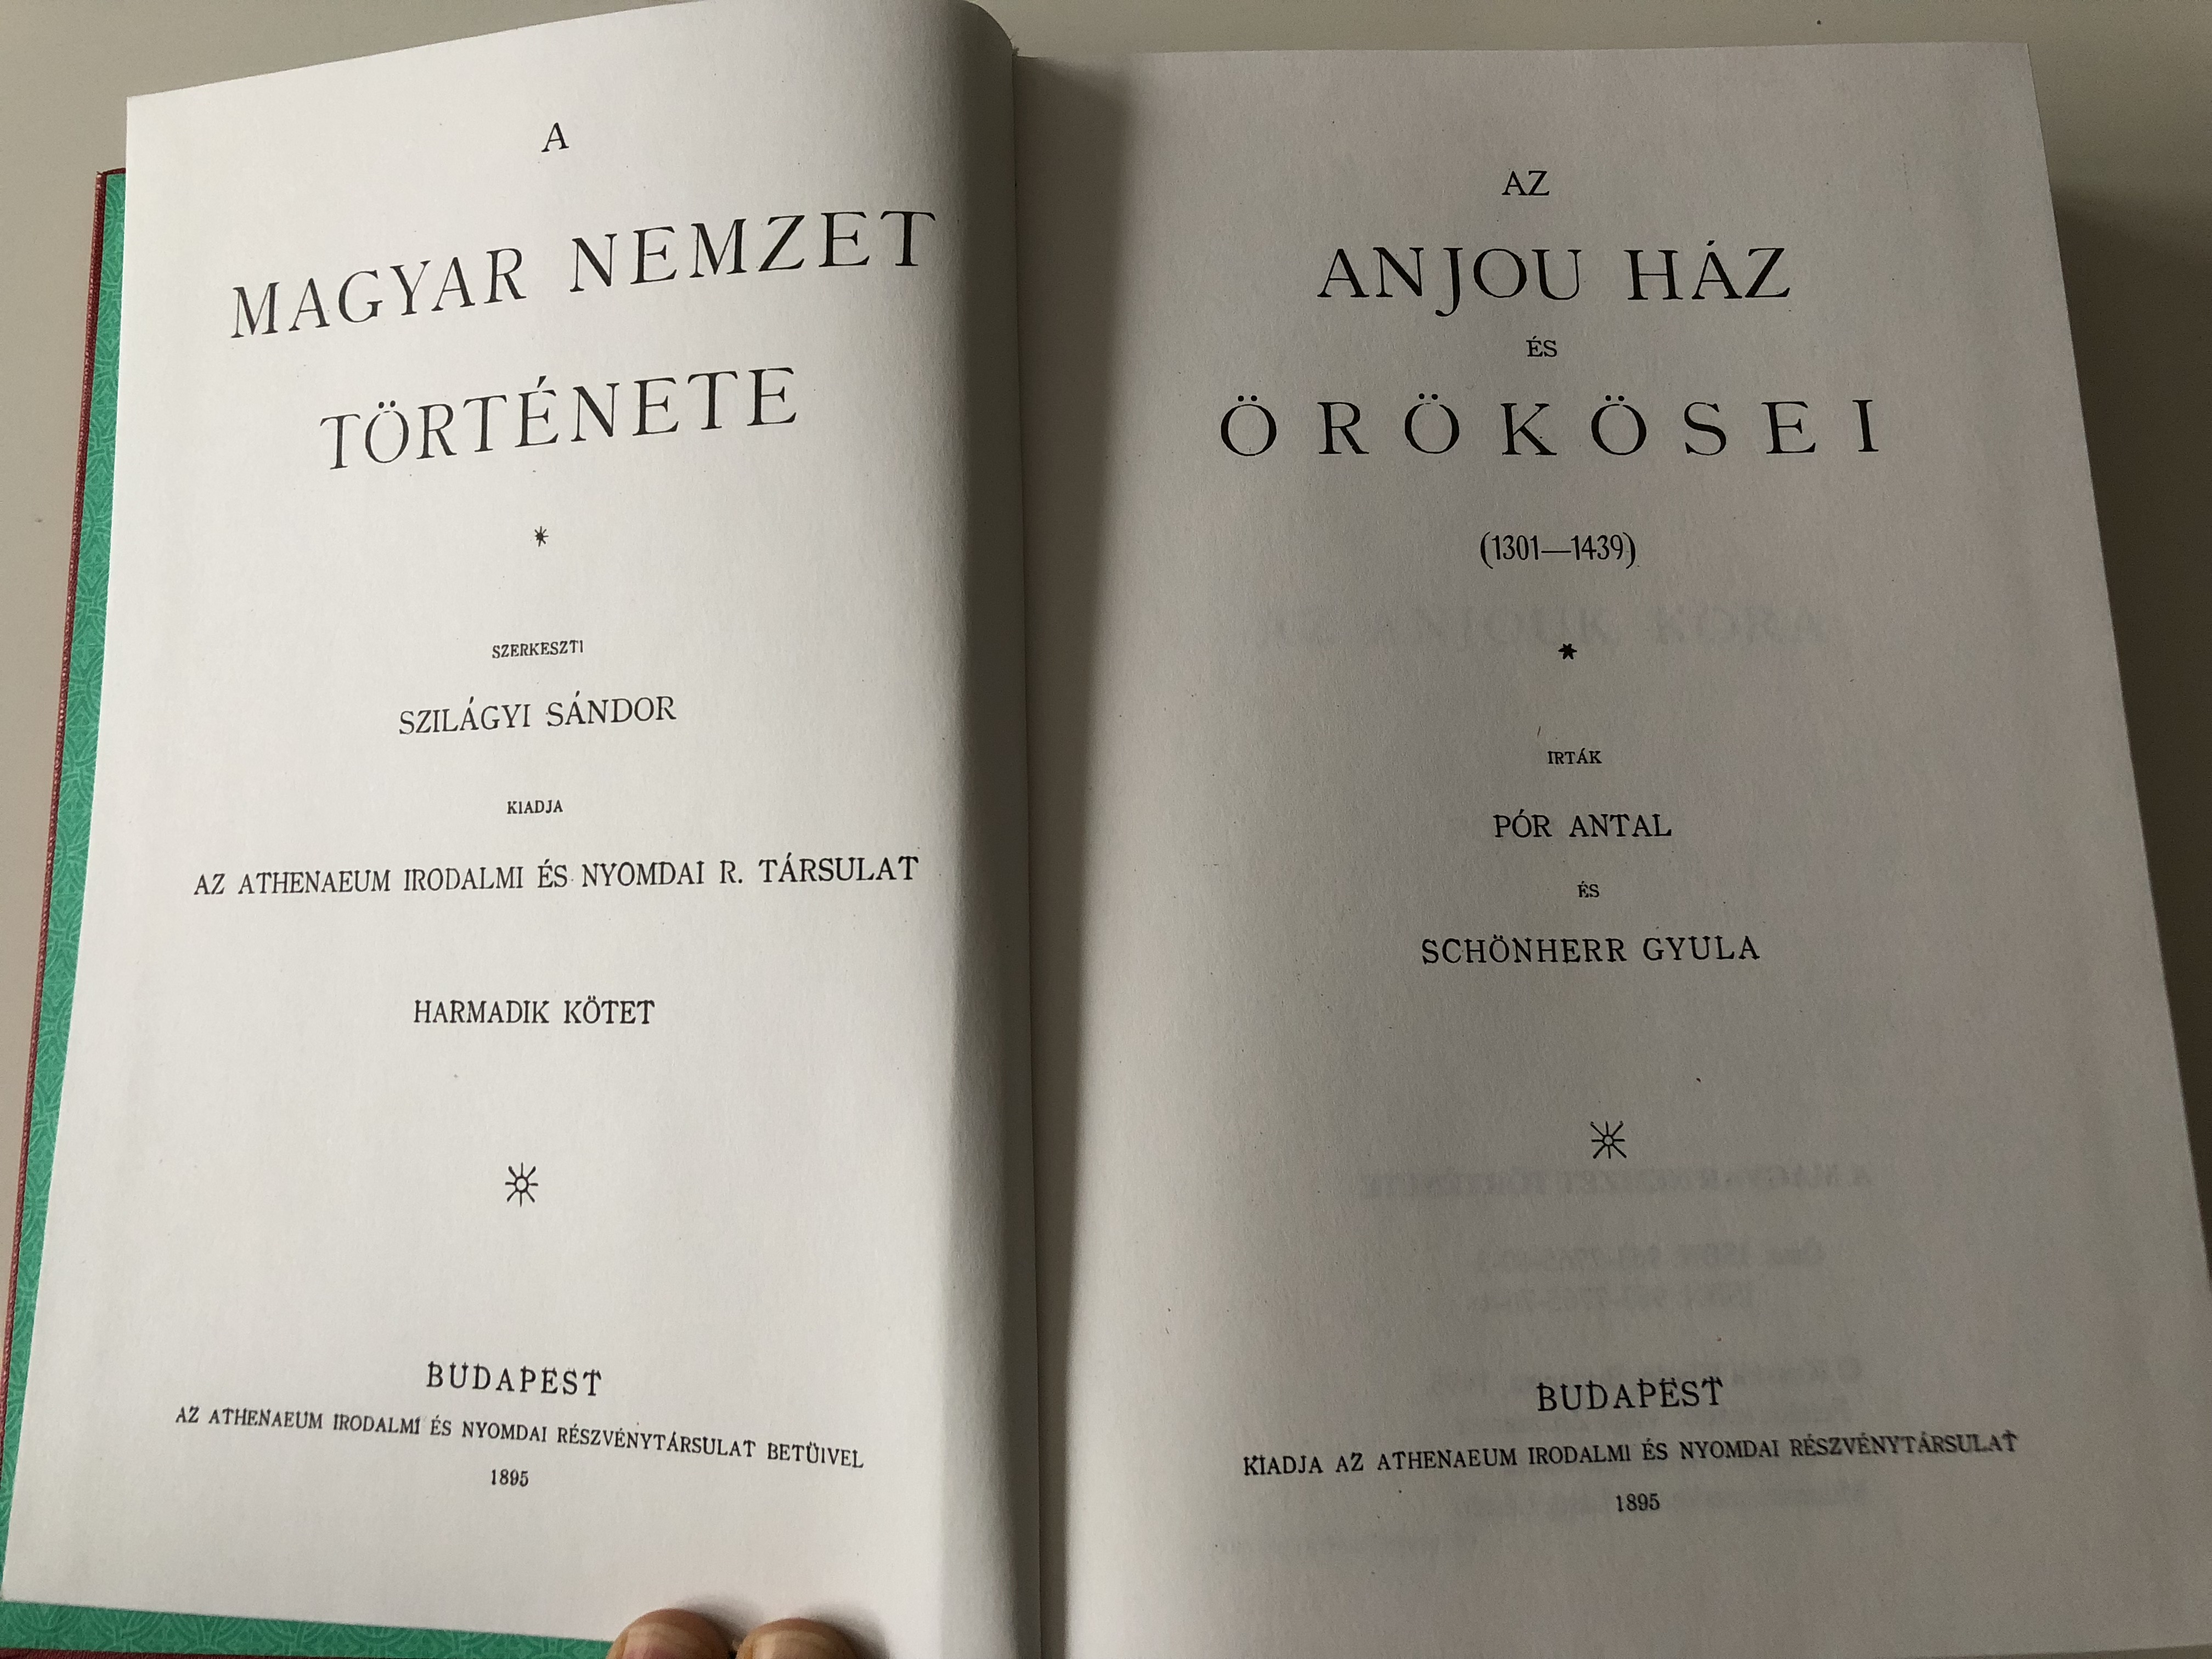 A
MAGYAR NEMZET
TÖRTÉNETE
SZERKESZTI
SZILÁGYI SÁNDOR
KIADJA
AZ ATHENAEUM IRODALMI ÉS NYOMDAI R. TÁRSULAT
HARMADIK KÖTET
BUDAPEST
AZ ATHENAEUM IRODALMI ÉS NYOMDAI RÉSZVÉNYTÁRSULAT BETŰIVEL
1895
AZ
ANJOU HÁZ
ÉS
ÖRÖKÖSEI
(1301—1439)
IRTÁK
PÓR ANTAL
ÉS
SCHÖNHERR GYULA
BUDAPEST
KIADJA AZ ATHENAEUM IRODALMI ÉS NYOMDAI RÉSZVÉNYTÁRSULAT
1895